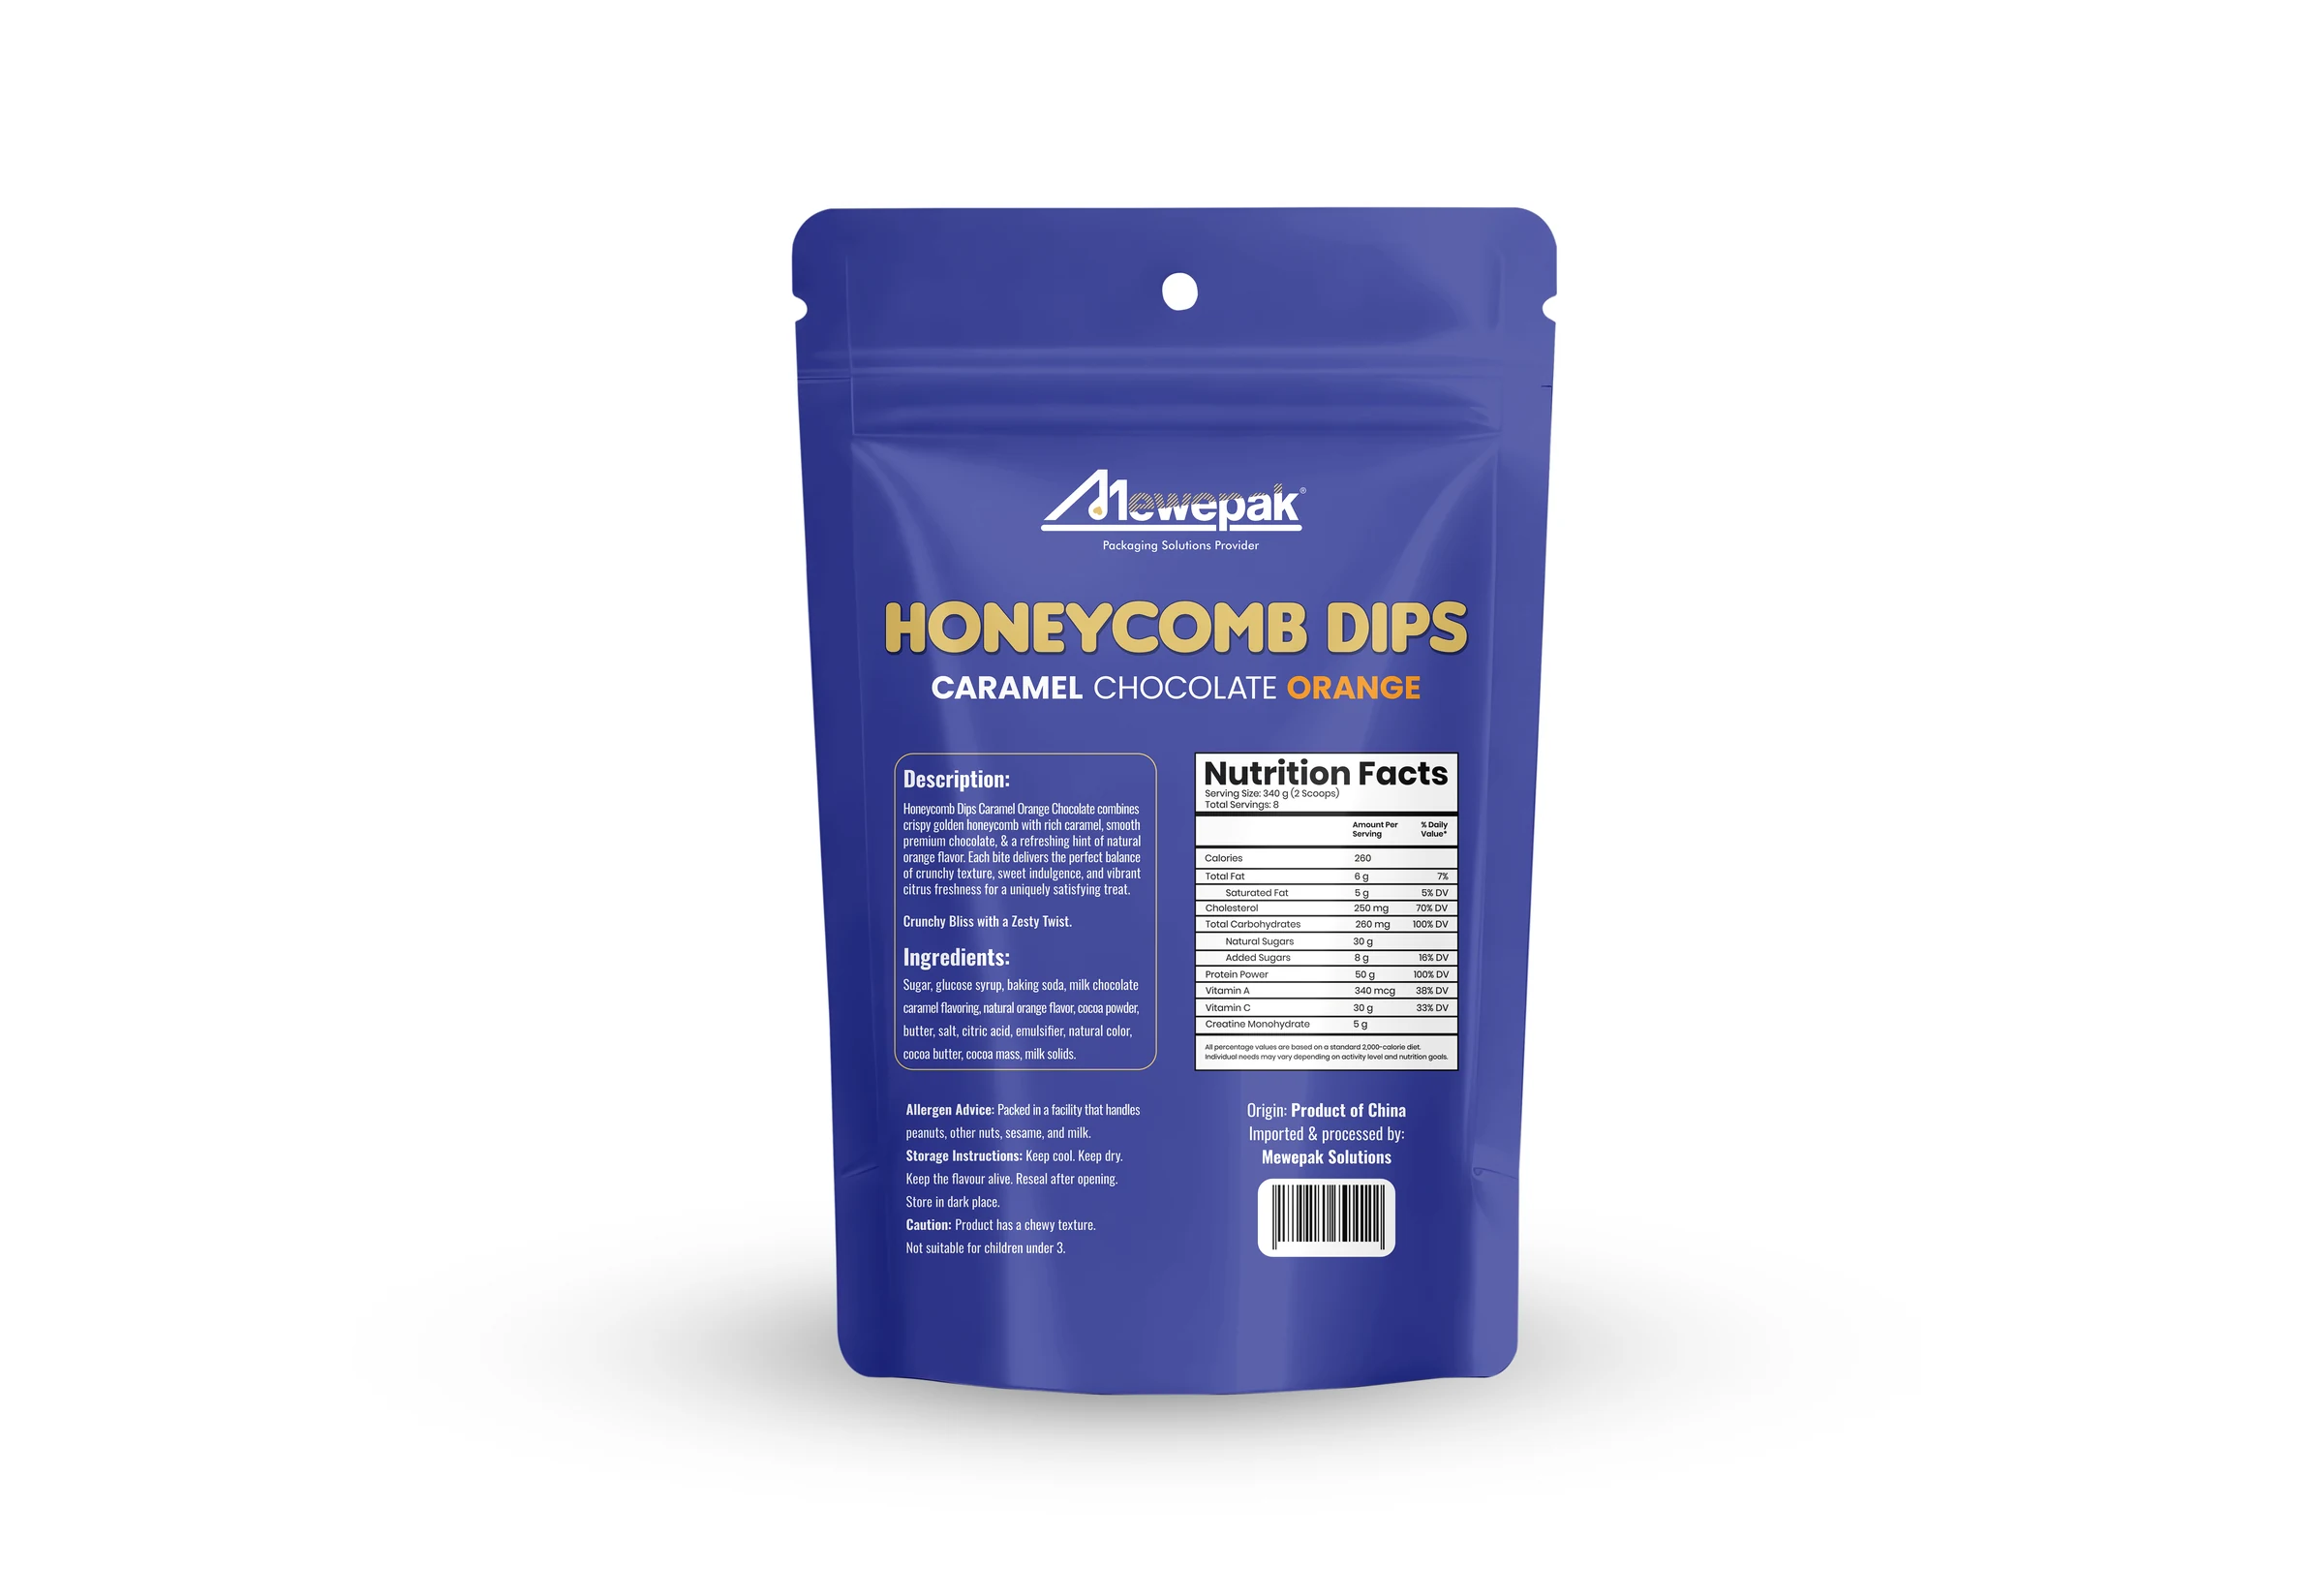 Mewepak®
Packaging Solutions Provider
HONEYCOMB DIPS
CARAMEL CHOCOLATE ORANGE
Description:
Honeycomb Dips Caramel Orange Chocolate combines
crispy golden honeycomb with rich caramel, smooth
premium chocolate, & a refreshing hint of natural
orange flavor. Each bite delivers the perfect balance
of crunchy texture, sweet indulgence, and vibrant
citrus freshness for a uniquely satisfying treat.
Crunchy Bliss with a Zesty Twist.
Ingredients:
Sugar, glucose syrup, baking soda, milk chocolate
caramel flavoring, natural orange flavor, cocoa powder,
butter, salt, citric acid, emulsifier, natural color,
cocoa butter, cocoa mass, milk solids.
Nutrition Facts
Serving Size: 340 g (2 Scoops)
Total Servings: 8
Amount Per Serving % Daily Value*
Calories 260
Total Fat 6 g 7%
Saturated Fat 5 g 5% DV
Cholesterol 250 mg 70% DV
Total Carbohydrates 260 mg 100% DV
Natural Sugars 30 g
Added Sugars 8 g 16% DV
Protein Power 50 g 100% DV
Vitamin A 340 mcg 38% DV
Vitamin C 30 g 33% DV
Creatine Monohydrate 5 g
All percentage values are based on a standard 2,000-calorie diet.
Individual needs may vary depending on activity level and nutrition goals.
Allergen Advice: Packed in a facility that handles
peanuts, other nuts, sesame, and milk.
Storage Instructions: Keep cool. Keep dry.
Keep the flavour alive. Reseal after opening.
Store in dark place.
Caution: Product has a chewy texture.
Not suitable for children under 3.
Origin: Product of China
Imported & processed by:
Mewepak Solutions